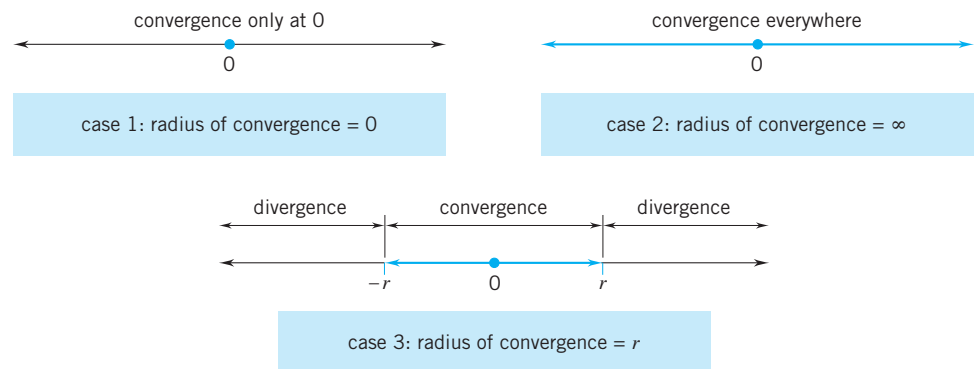 convergence only at 0
0
case 1: radius of convergence = 0
convergence everywhere
0
case 2: radius of convergence = ∞
divergence convergence divergence
−r 0 r
case 3: radius of convergence = r